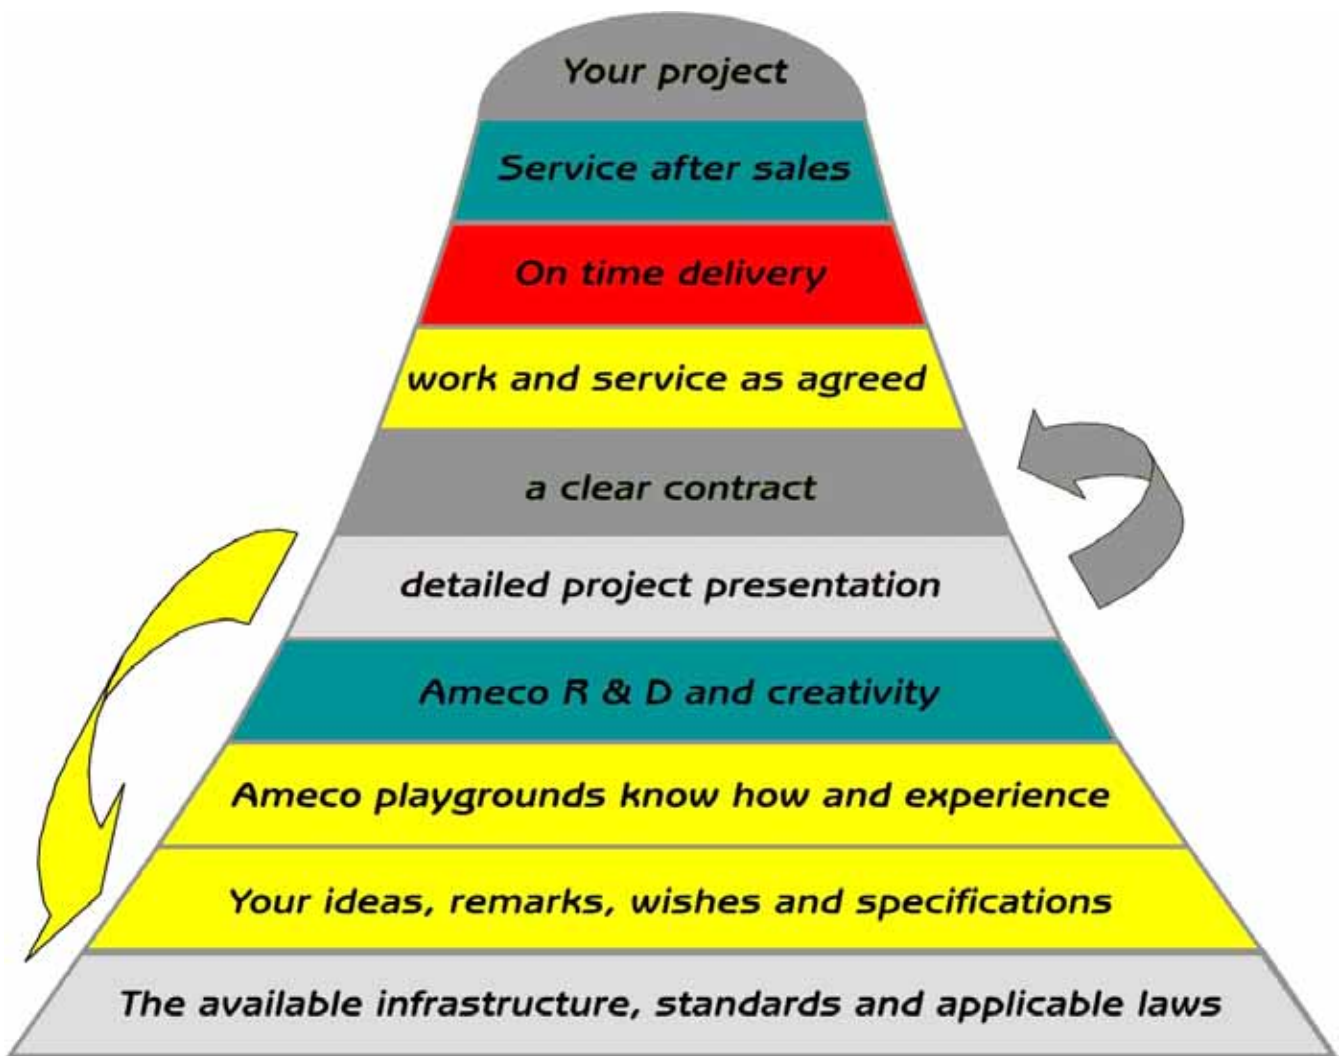 Your project
Service after sales
On time delivery
work and service as agreed
a clear contract
detailed project presentation
Ameco R & D and creativity
Ameco playgrounds know how and experience
Your ideas, remarks, wishes and specifications
The available infrastructure, standards and applicable laws